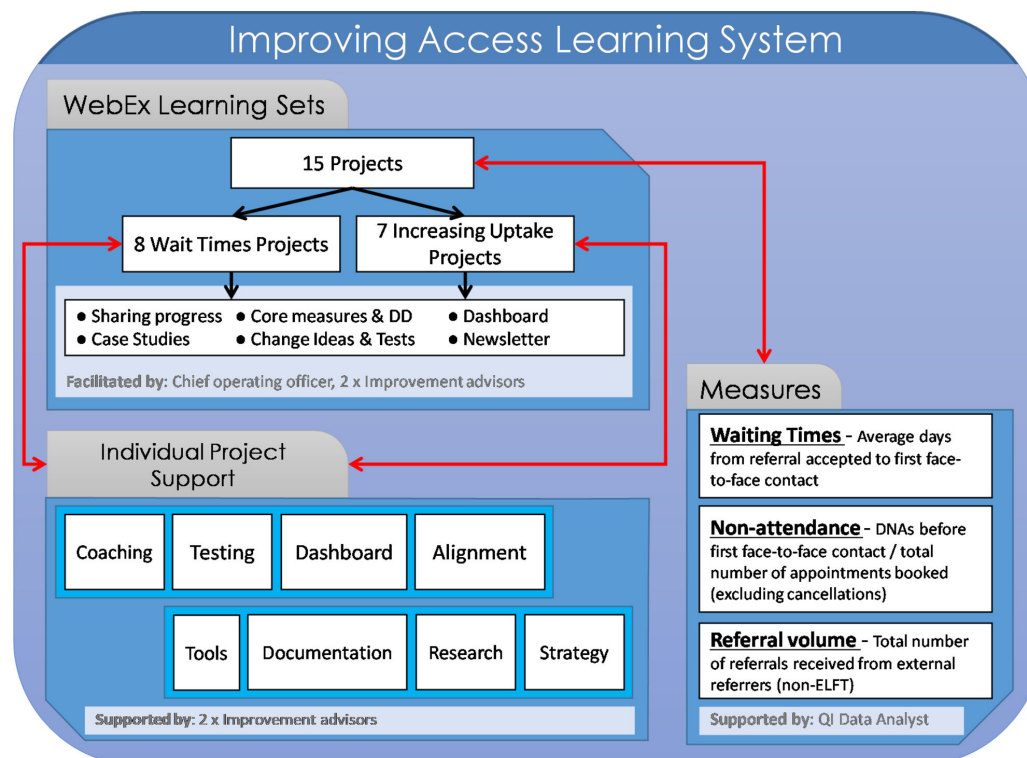 Improving Access Learning System
WebEx Learning Sets
15 Projects
8 Wait Times Projects
7 Increasing Uptake
Projects
● Sharing progress ● Core measures & DD ● Dashboard
● Case Studies ● Change Ideas & Tests ● Newsletter
Facilitated by: Chief operating officer, 2 x Improvement advisors
Individual Project
Support
Coaching Testing Dashboard Alignment
Tools Documentation Research Strategy
Supported by: 2 x Improvement advisors
Measures
Waiting Times - Average days
from referral accepted to first face-
to-face contact
Non-attendance - DNAs before
first face-to-face contact / total
number of appointments booked
(excluding cancellations)
Referral volume - Total number
of referrals received from external
referrers (non-ELFT)
Supported by: QI Data Analyst